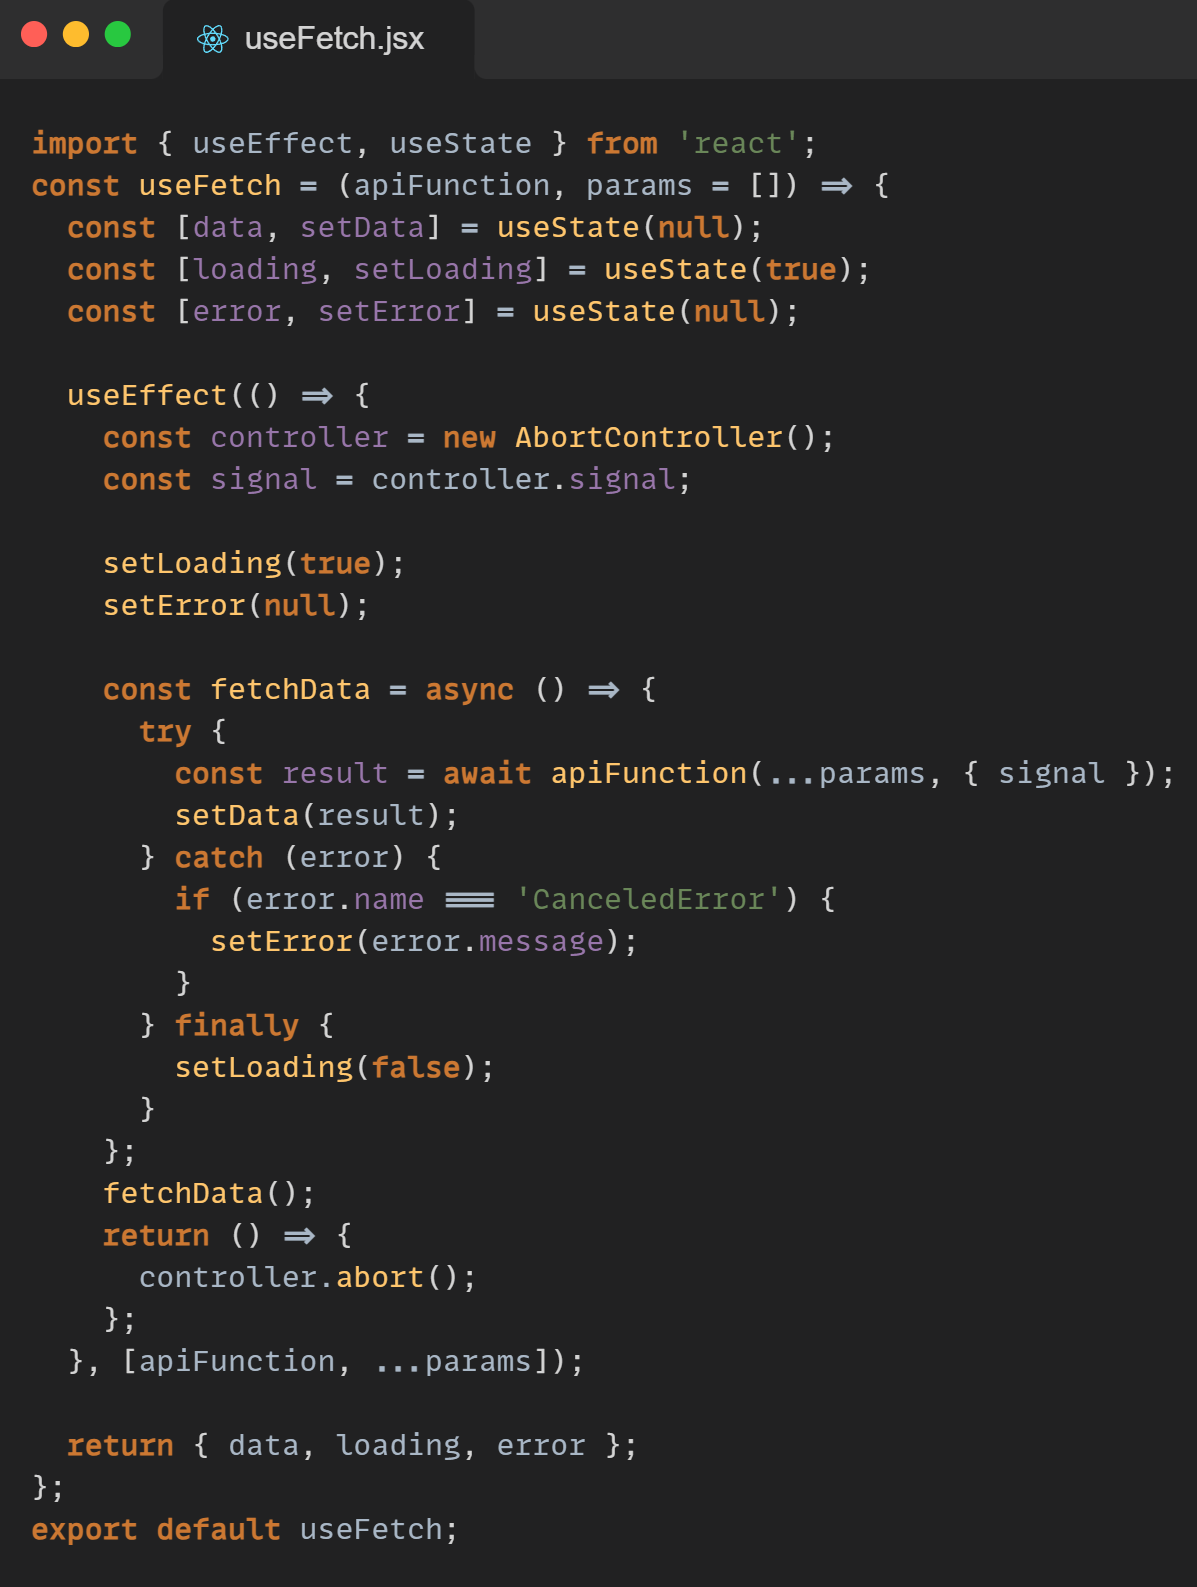 useFetch.jsx
import { useEffect, useState } from 'react';
const useFetch = (apiFunction, params = []) => {
  const [data, setData] = useState(null);
  const [loading, setLoading] = useState(true);
  const [error, setError] = useState(null);

  useEffect(() => {
    const controller = new AbortController();
    const signal = controller.signal;

    setLoading(true);
    setError(null);

    const fetchData = async () => {
      try {
        const result = await apiFunction(...params, { signal });
        setData(result);
      } catch (error) {
        if (error.name === 'CanceledError') {
          setError(error.message);
        }
      } finally {
        setLoading(false);
      }
    };
    fetchData();
    return () => {
      controller.abort();
    };
  }, [apiFunction, ...params]);

  return { data, loading, error };
};
export default useFetch;